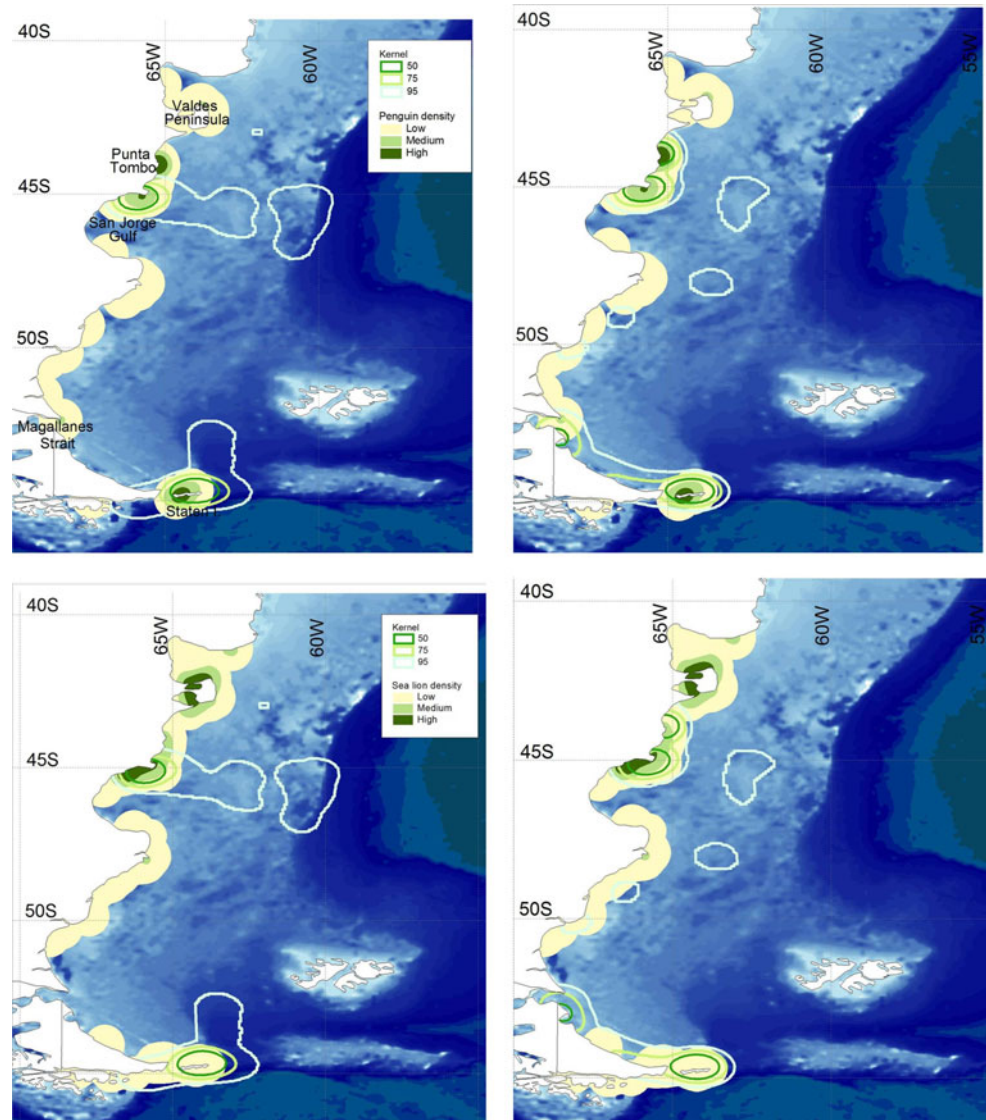 40S
65W
60W
Kernel
50
75
95
Penguin density
Low
Medium
High
Valdes
Peninsula
Punta
Tombo
45S
San Jorge
Gulf
50S
Magallanes
Strait
Staten I
40S
65W
60W
55W
45S
50S
40S
65W
60W
Kernel
50
75
95
Sea lion density
Low
Medium
High
45S
50S
40S
65W
60W
55W
45S
50S